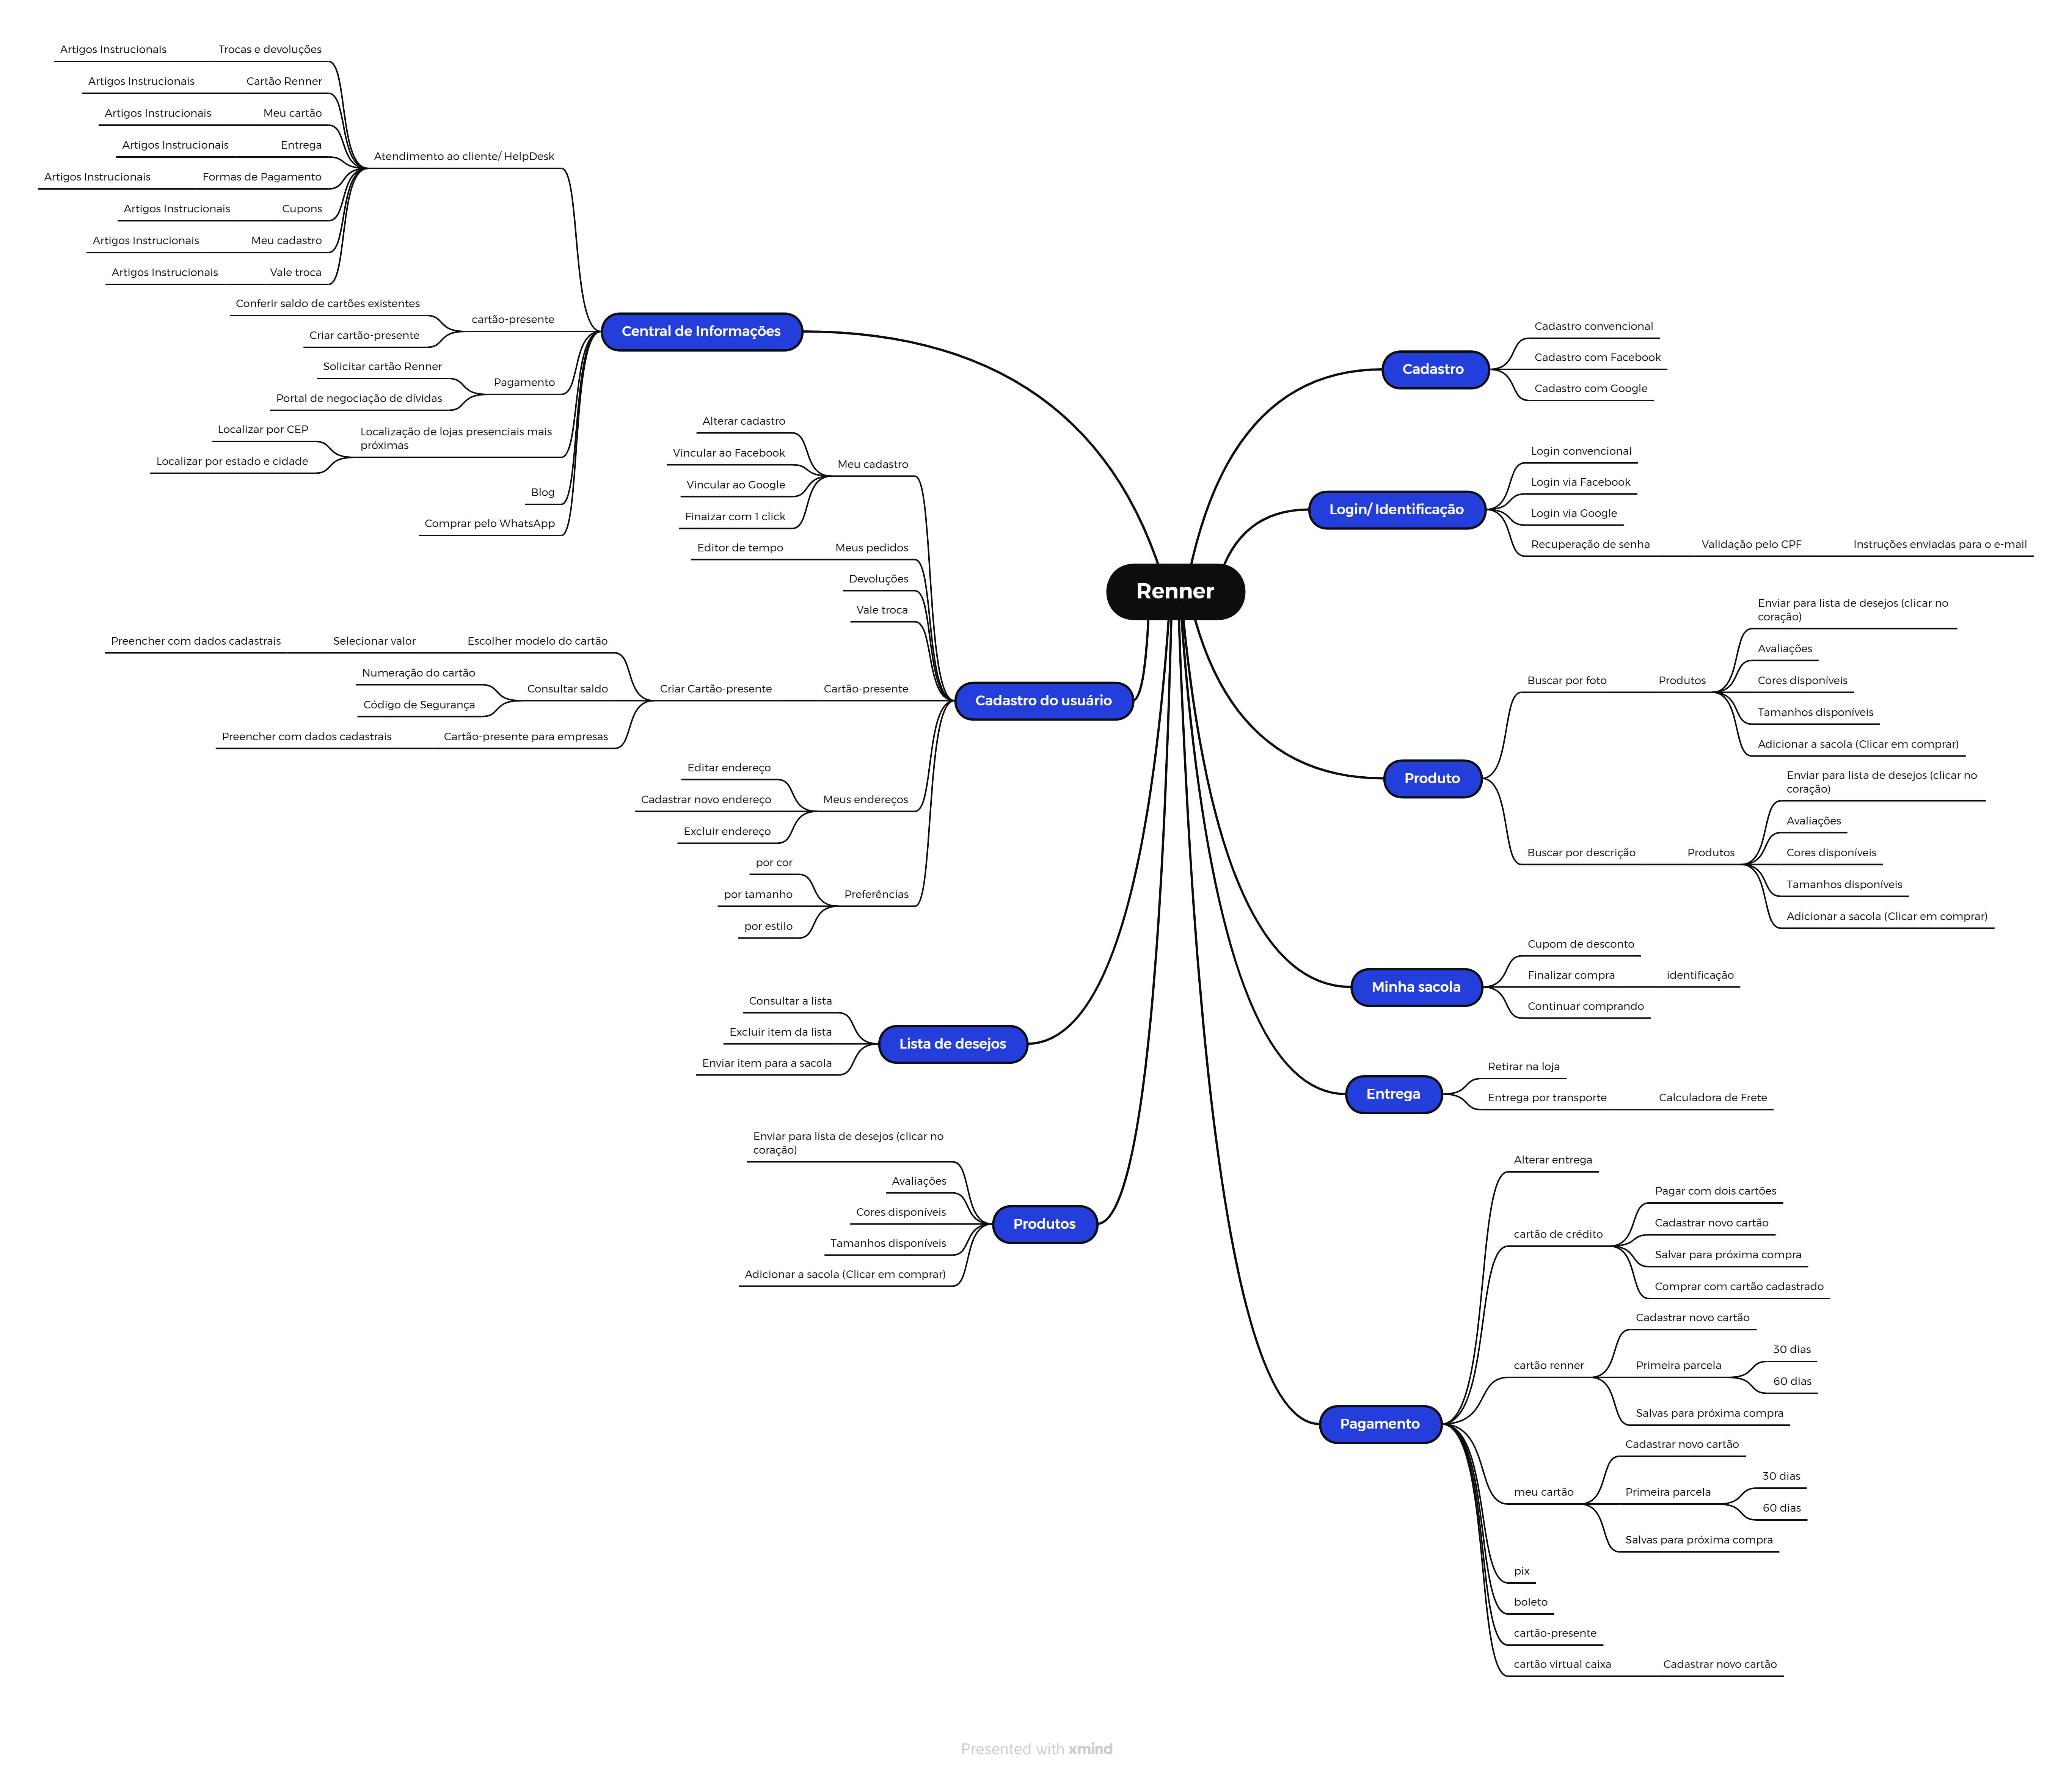 Renner
Cadastro
Cadastro convencional
Cadastro com Facebook
Cadastro com Google
Login/ Identificação
Login convencional
Login via Facebook
Login via Google
Recuperação de senha
Validação pelo CPF
Instruções enviadas para o e-mail
Produto
Buscar por foto
Produtos
Enviar para lista de desejos (clicar no
coração)
Avaliações
Cores disponíveis
Tamanhos disponíveis
Adicionar a sacola (Clicar em comprar)
Buscar por descrição
Produtos
Enviar para lista de desejos (clicar no
coração)
Avaliações
Cores disponíveis
Tamanhos disponíveis
Adicionar a sacola (Clicar em comprar)
Minha sacola
Cupom de desconto
Finalizar compra
identificação
Continuar comprando
Entrega
Retirar na loja
Entrega por transporte
Calculadora de Frete
Pagamento
Alterar entrega
cartão de crédito
Pagar com dois cartões
Cadastrar novo cartão
Salvar para próxima compra
Comprar com cartão cadastrado
cartão renner
Cadastrar novo cartão
Primeira parcela
30 dias
60 dias
Salvas para próxima compra
meu cartão
Cadastrar novo cartão
Primeira parcela
30 dias
60 dias
Salvas para próxima compra
pix
boleto
cartão-presente
cartão virtual caixa
Cadastrar novo cartão
Central de Informações
Atendimento ao cliente/ HelpDesk
Trocas e devoluções
Artigos Instrucionais
Cartão Renner
Artigos Instrucionais
Meu cartão
Artigos Instrucionais
Entrega
Artigos Instrucionais
Formas de Pagamento
Artigos Instrucionais
Cupons
Artigos Instrucionais
Meu cadastro
Artigos Instrucionais
Vale troca
Artigos Instrucionais
cartão-presente
Conferir saldo de cartões existentes
Criar cartão-presente
Pagamento
Solicitar cartão Renner
Portal de negociação de dívidas
Localização de lojas presenciais mais
próximas
Localizar por CEP
Localizar por estado e cidade
Blog
Comprar pelo WhatsApp
Cadastro do usuário
Meu cadastro
Alterar cadastro
Vincular ao Facebook
Vincular ao Google
Finaizar com 1 click
Meus pedidos
Editor de tempo
Devoluções
Vale troca
Cartão-presente
Criar Cartão-presente
Escolher modelo do cartão
Selecionar valor
Preencher com dados cadastrais
Consultar saldo
Numeração do cartão
Código de Segurança
Cartão-presente para empresas
Preencher com dados cadastrais
Meus endereços
Editar endereço
Cadastrar novo endereço
Excluir endereço
Preferências
por cor
por tamanho
por estilo
Lista de desejos
Consultar a lista
Excluir item da lista
Enviar item para a sacola
Produtos
Enviar para lista de desejos (clicar no
coração)
Avaliações
Cores disponíveis
Tamanhos disponíveis
Adicionar a sacola (Clicar em comprar)
Presented with xmind